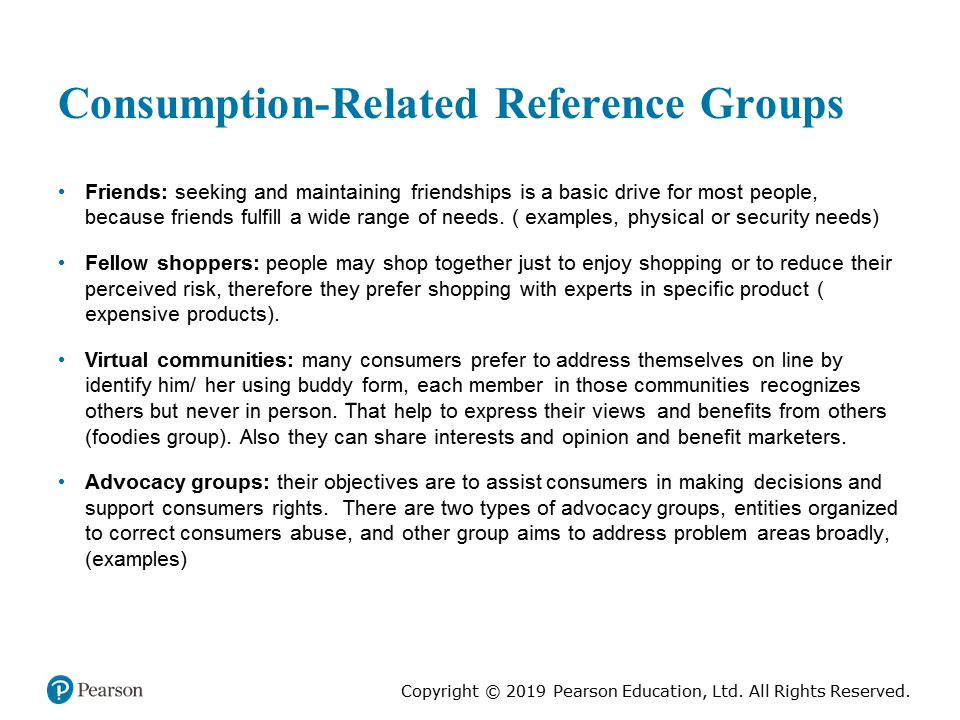 Consumption-Related Reference Groups
• Friends: seeking and maintaining friendships is a basic drive for most people,
because friends fulfill a wide range of needs. ( examples, physical or security needs)
• Fellow shoppers: people may shop together just to enjoy shopping or to reduce their
perceived risk, therefore they prefer shopping with experts in specific product (
expensive products).
• Virtual communities: many consumers prefer to address themselves on line by
identify him/ her using buddy form, each member in those communities recognizes
others but never in person. That help to express their views and benefits from others
(foodies group). Also they can share interests and opinion and benefit marketers.
• Advocacy groups: their objectives are to assist consumers in making decisions and
support consumers rights. There are two types of advocacy groups, entities organized
to correct consumers abuse, and other group aims to address problem areas broadly,
(examples)
P Pearson
Copyright © 2019 Pearson Education, Ltd. All Rights Reserved.